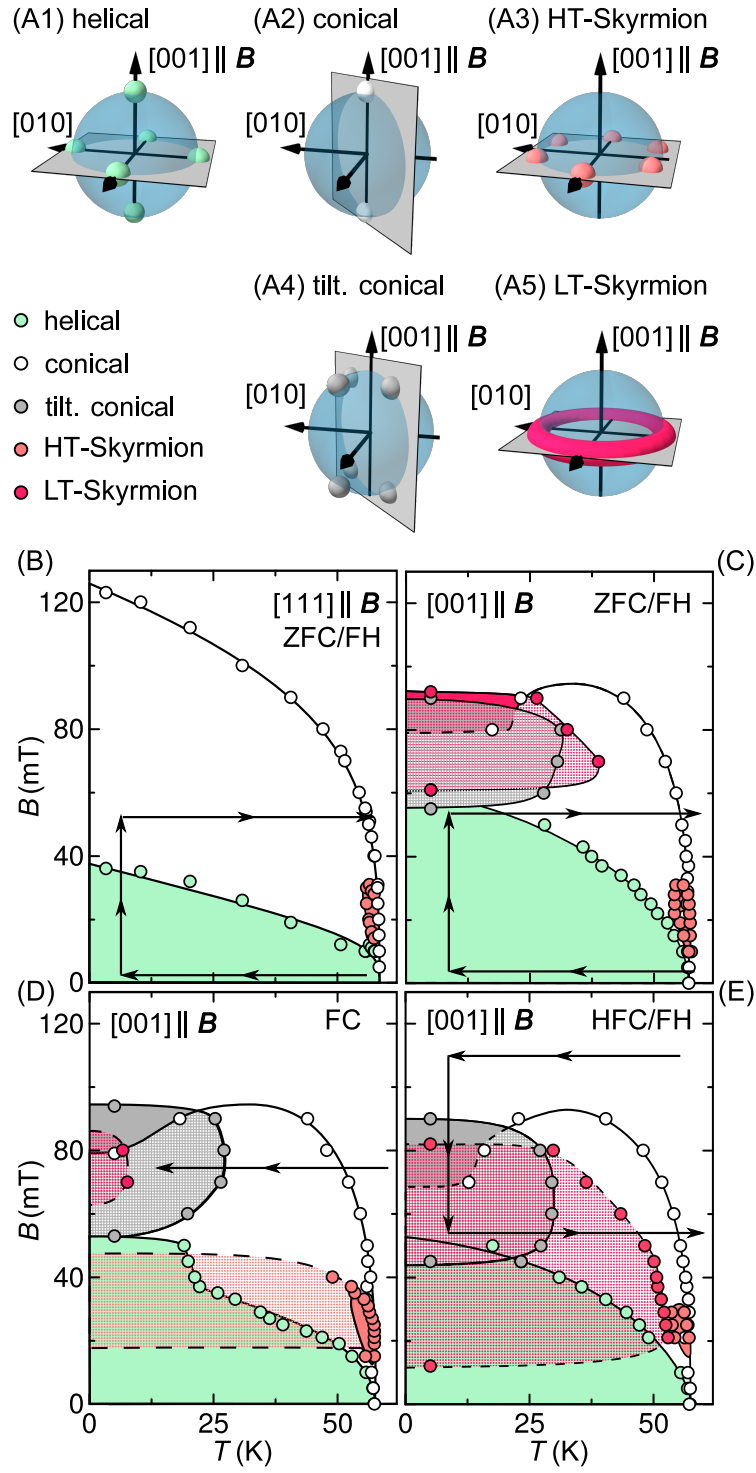 (A1) helical
(A2) conical
(A3) HT-Skyrmion
[001] || B
[001] || B
[001] || B
[010]
[010]
[010]
(A4) tilt. conical
(A5) LT-Skyrmion
[001] || B
[001] || B
[010]
[010]
helical
conical
tilt. conical
HT-Skyrmion
LT-Skyrmion
(B)
(C)
[111] || B
ZFC/FH
[001] || B
ZFC/FH
120
80
40
0
B (mT)
(D)
(E)
[001] || B
FC
[001] || B
HFC/FH
120
80
40
0
B (mT)
0
25
50
0
25
50
T (K)
T (K)